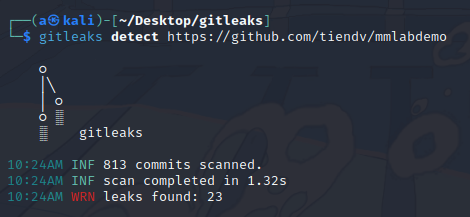 (a㉿kali)-[~/Desktop/gitleaks]
$ gitleaks detect https://github.com/tiendv/mmlabdemo
gitleaks
10:24AM INF 813 commits scanned.
10:24AM INF scan completed in 1.32s
10:24AM WRN leaks found: 23